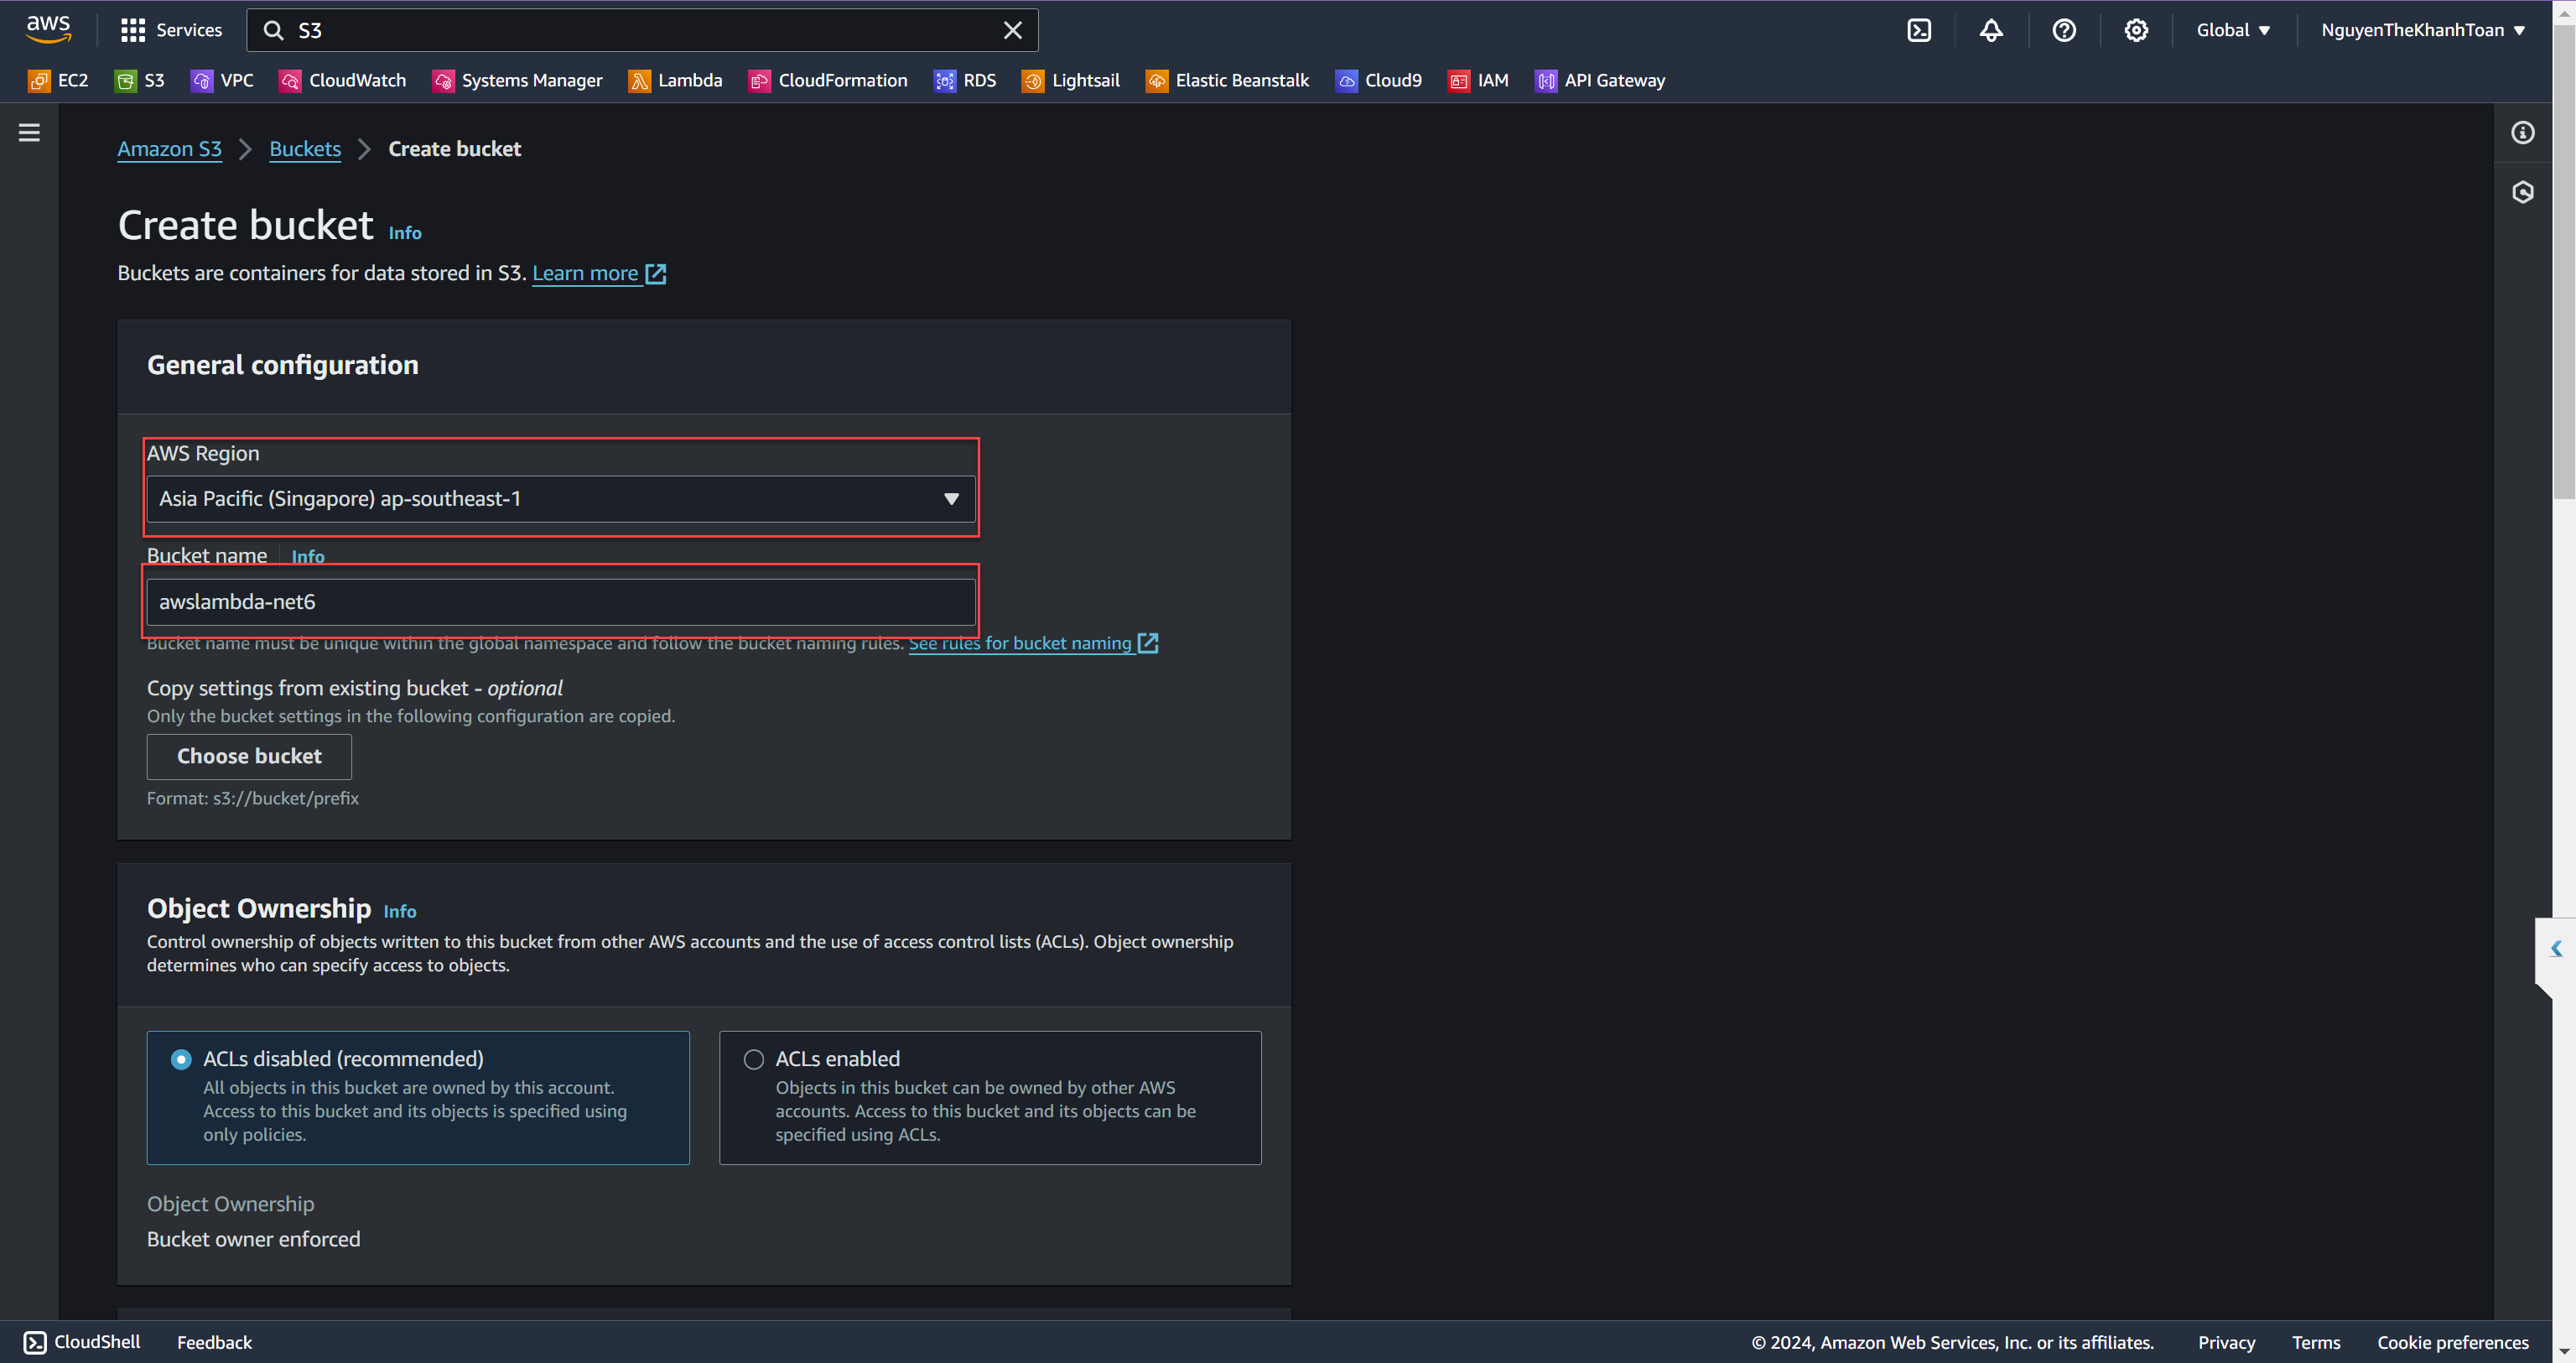 aws
Services
S3
Global
NguyenTheKhanhToan
EC2
S3
VPC
CloudWatch
Systems Manager
Lambda
CloudFormation
RDS
Lightsail
Elastic Beanstalk
Cloud9
IAM
API Gateway
Amazon S3
Buckets
Create bucket
Create bucket Info
Buckets are containers for data stored in S3. Learn more
General configuration
AWS Region
Asia Pacific (Singapore) ap-southeast-1
Bucket name Info
awslambda-net6
Bucket name must be unique within the global namespace and follow the bucket naming rules. See rules for bucket naming
Copy settings from existing bucket - optional
Only the bucket settings in the following configuration are copied.
Choose bucket
Format: s3://bucket/prefix
Object Ownership Info
Control ownership of objects written to this bucket from other AWS accounts and the use of access control lists (ACLs). Object ownership
determines who can specify access to objects.
ACLs disabled (recommended)
All objects in this bucket are owned by this account.
Access to this bucket and its objects is specified using
only policies.
ACLs enabled
Objects in this bucket can be owned by other AWS
accounts. Access to this bucket and its objects can be
specified using ACLs.
Object Ownership
Bucket owner enforced
CloudShell
Feedback
© 2024, Amazon Web Services, Inc. or its affiliates.
Privacy
Terms
Cookie preferences